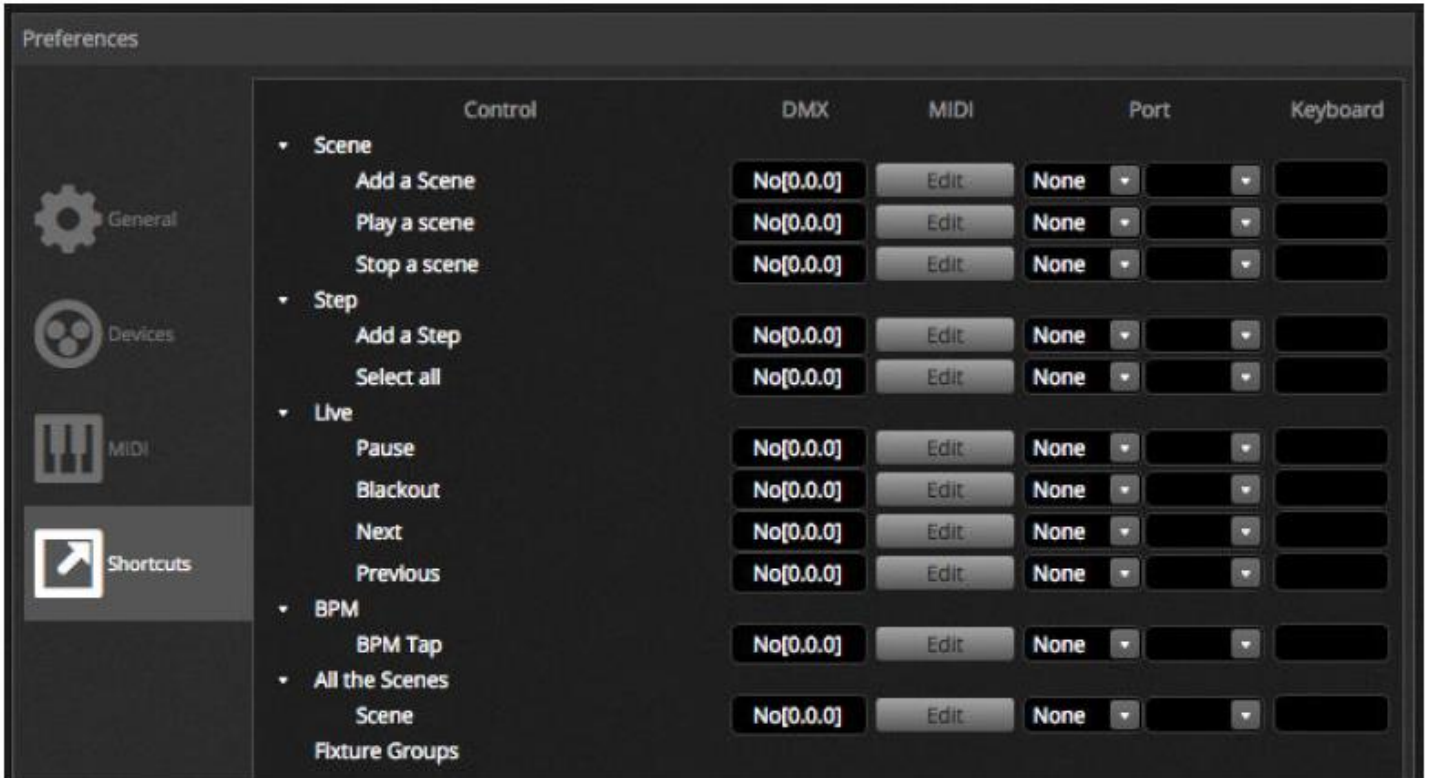 Preferences
Control DMX MIDI Port Keyboard
Scene
Add a Scene No[0.0.0] Edit None
General
Play a scene No[0.0.0] Edit None
Stop a scene No[0.0.0] Edit None
Step
Devices
Add a Step No[0.0.0] Edit None
Select all No[0.0.0] Edit None
Live
MIDI
Pause No[0.0.0] Edit None
Blackout No[0.0.0] Edit None
Next No[0.0.0] Edit None
Shortcuts
Previous No[0.0.0] Edit None
BPM
BPM Tap No[0.0.0] Edit None
All the Scenes
Scene No[0.0.0] Edit None
Fixture Groups